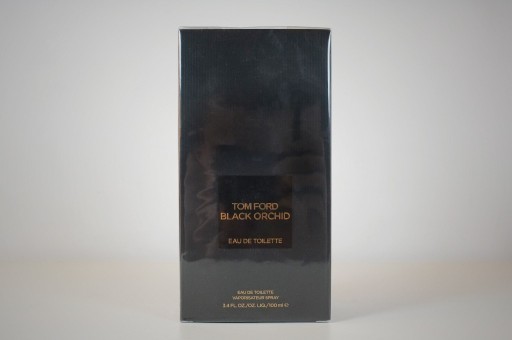 TOM FORD
BLACK ORCHID
EAU DE TOILETTE
EAU DE TOILETTE
VAPORISATEUR SPRAY
3.4 FL. OZ./OZ. LIQ./100 ml ℮